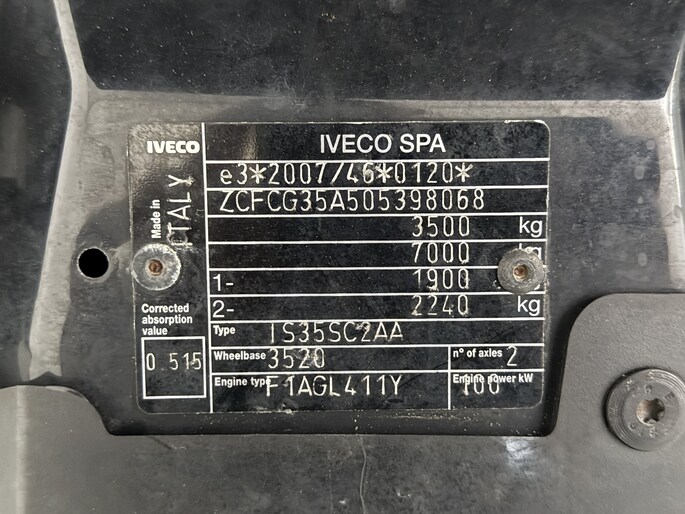 IVECO IVECO SPA
e3*2007/46*0120*
ZCFCG35A505398068
Made in ITALY
3500 kg
7000 kg
1- 1900
2- 2240 kg
Corrected absorption value
0 515
Type IS35SC2AA
Wheelbase 3520 n° of axles 2
Engine type F1AGL411Y Engine power kW 100